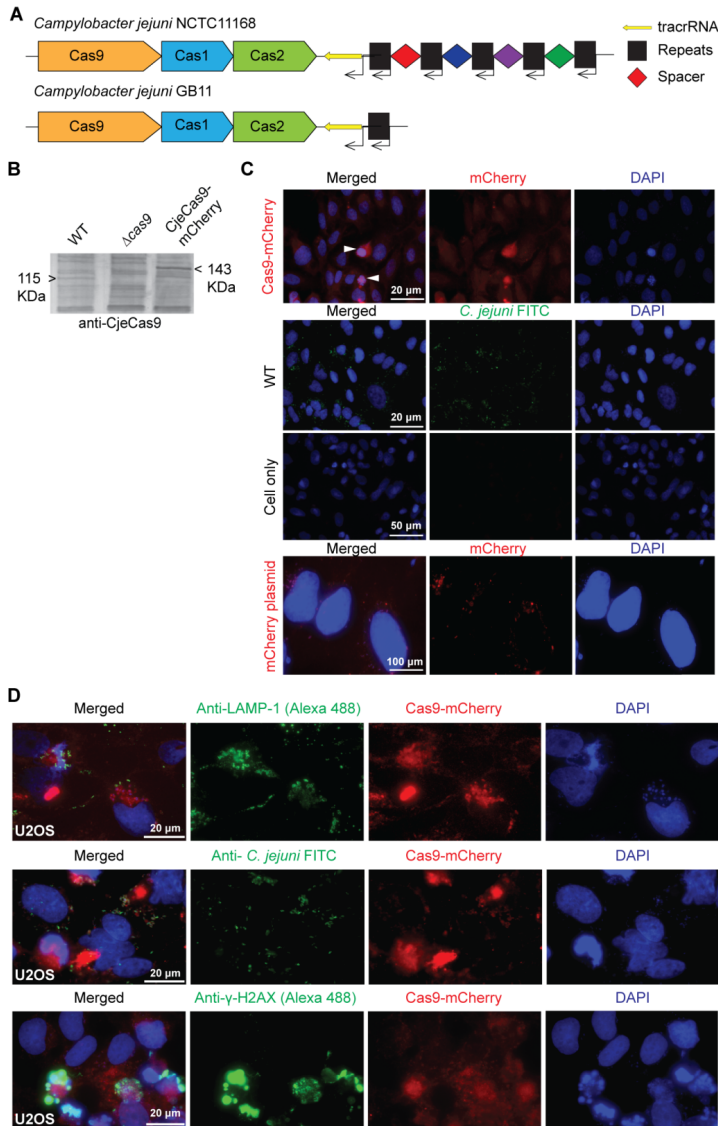 A
Campylobacter jejuni NCTC11168
Cas9 Cas1 Cas2
tracrRNA
Repeats
Spacer
Campylobacter jejuni GB11
Cas9 Cas1 Cas2
B
WT Δcas9 CjeCas9-
mCherry
115
KDa
> < 143
KDa
anti-CjeCas9
C
Merged mCherry DAPI
Cas9-mCherry
20 µm
Merged C. jejuni FITC DAPI
WT
20 µm
Cell only
50 µm
Merged mCherry DAPI
mCherry plasmid
100 µm
D
Merged Anti-LAMP-1 (Alexa 488) Cas9-mCherry DAPI
U2OS 20 µm
Merged Anti- C. jejuni FITC Cas9-mCherry DAPI
U2OS 20 µm
Merged Anti-γ-H2AX (Alexa 488) Cas9-mCherry DAPI
U2OS 20 µm